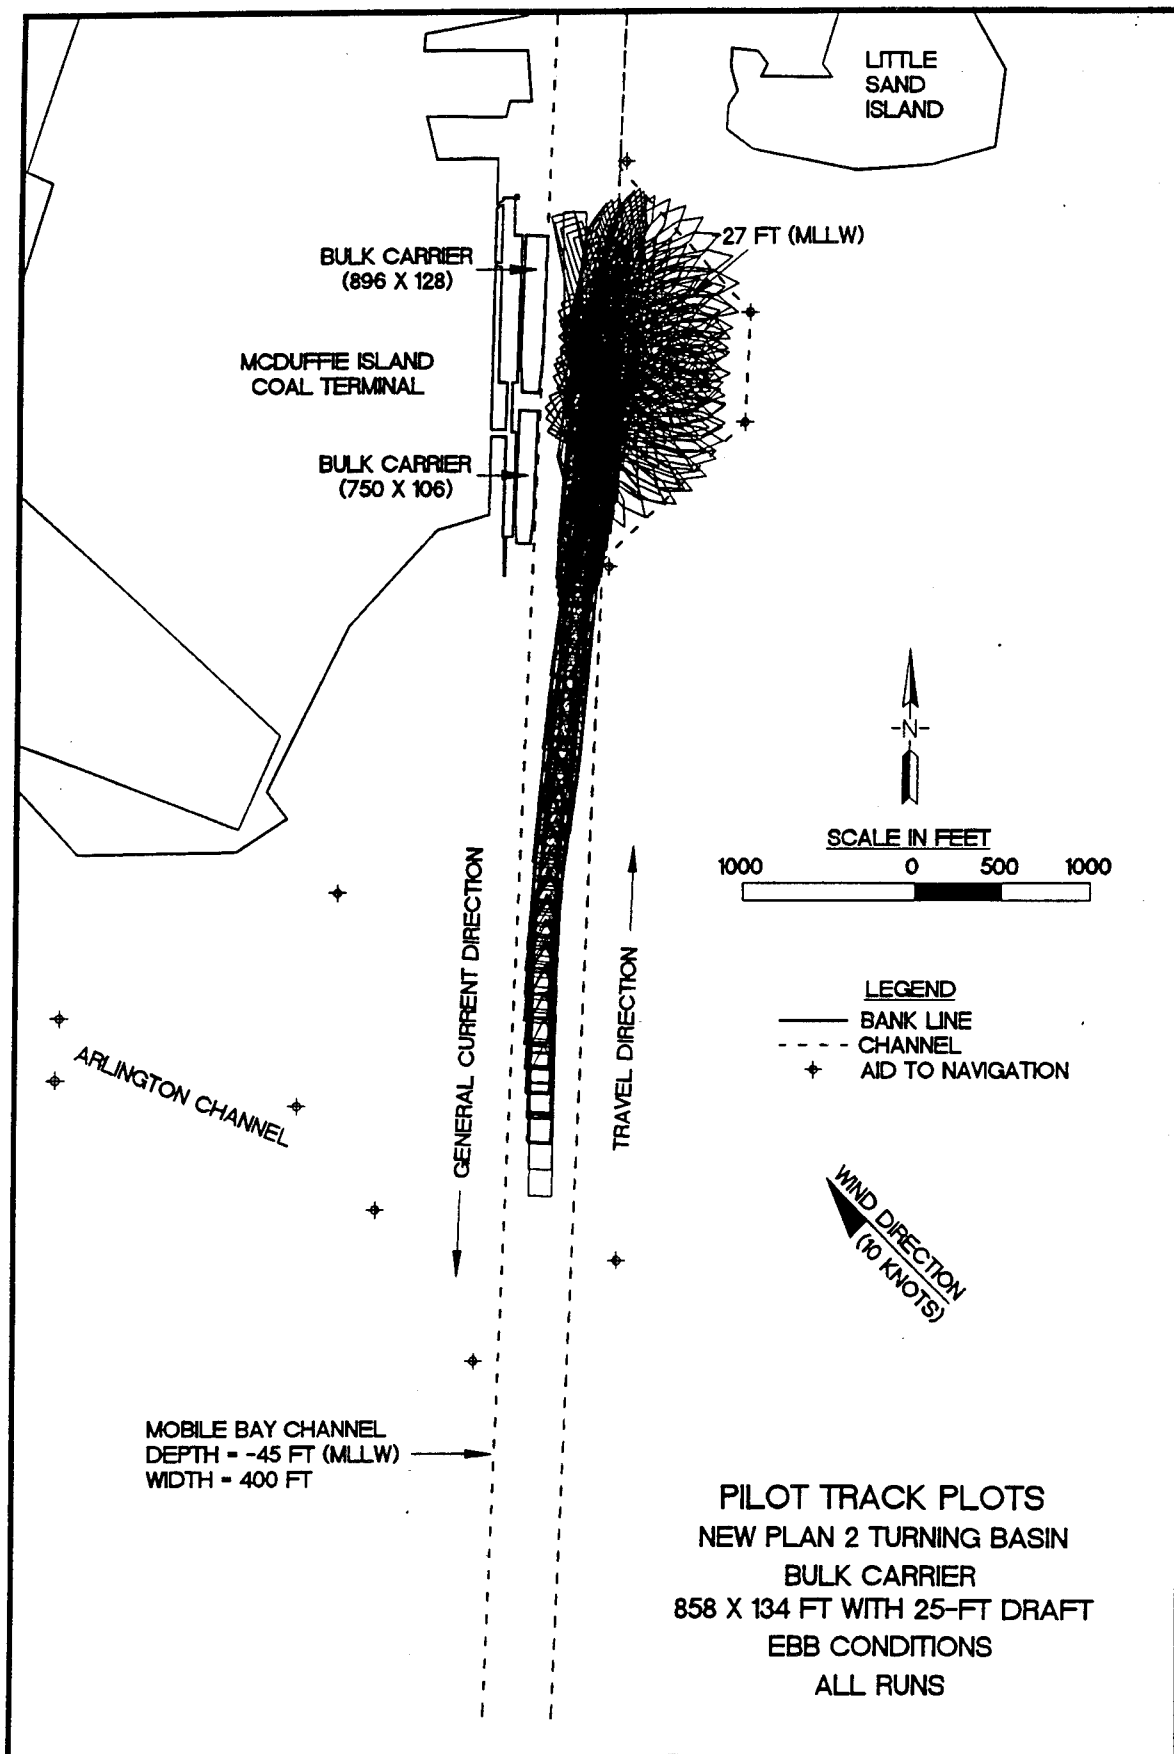 LITTLE
SAND
ISLAND
-27 FT (MLLW)
BULK CARRIER
(896 X 128)
MCDUFFIE ISLAND
COAL TERMINAL
BULK CARRIER
(750 X 106)
-N-
SCALE IN FEET
1000 0 500 1000
GENERAL CURRENT DIRECTION
TRAVEL DIRECTION
LEGEND
BANK LINE
CHANNEL
AID TO NAVIGATION
ARLINGTON CHANNEL
WIND DIRECTION
(10 KNOTS)
MOBILE BAY CHANNEL
DEPTH = -45 FT (MLLW)
WIDTH = 400 FT
PILOT TRACK PLOTS
NEW PLAN 2 TURNING BASIN
BULK CARRIER
858 X 134 FT WITH 25-FT DRAFT
EBB CONDITIONS
ALL RUNS